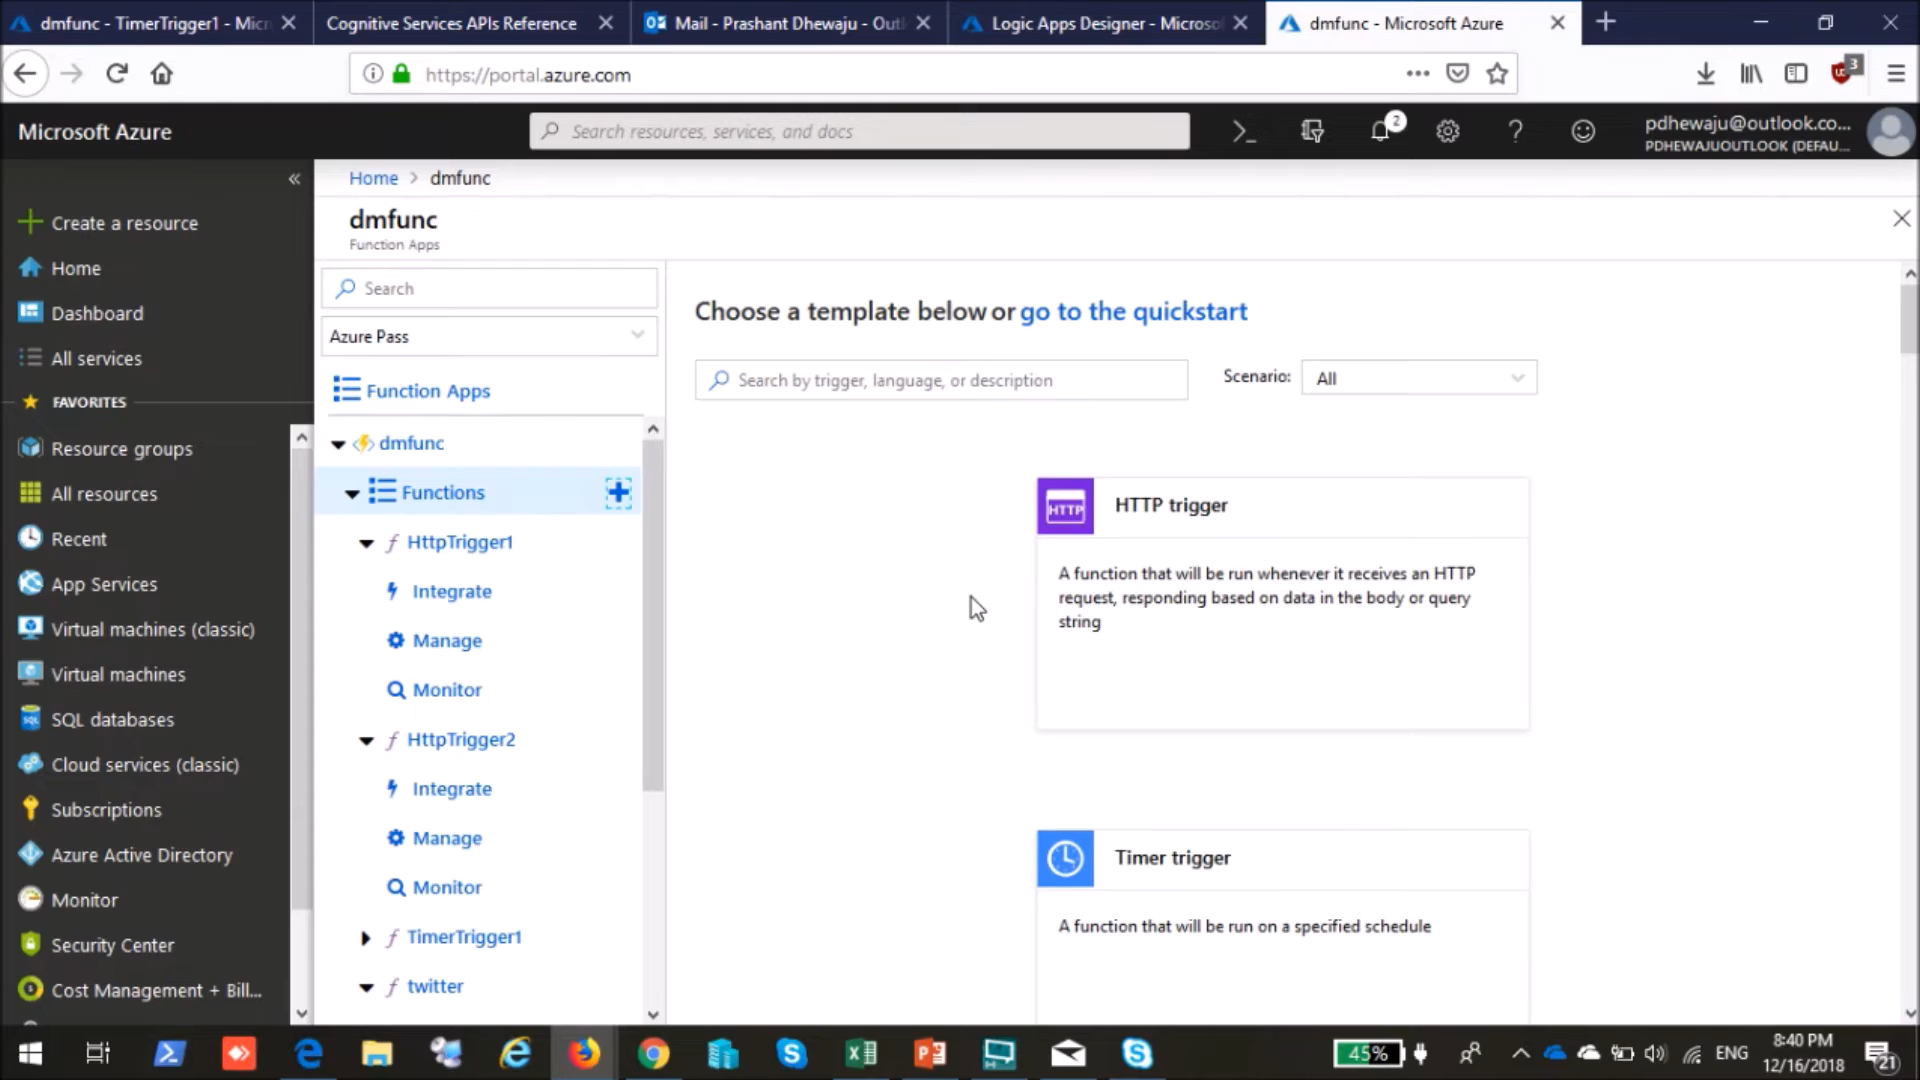 dmfunc - TimerTrigger1 - Micr
Cognitive Services APIs Reference
Mail - Prashant Dhewaju - Outl
Logic Apps Designer - Microsof
dmfunc - Microsoft Azure
https://portal.azure.com
3
Microsoft Azure
Search resources, services, and docs
2
pdhewaju@outlook.co...
PDHEWAJUOUTLOOK (DEFAU...
Home > dmfunc
dmfunc
Function Apps
Create a resource
Home
Dashboard
All services
FAVORITES
Resource groups
All resources
Recent
App Services
Virtual machines (classic)
Virtual machines
SQL databases
Cloud services (classic)
Subscriptions
Azure Active Directory
Monitor
Security Center
Cost Management + Bill...
Search
Azure Pass
Function Apps
dmfunc
Functions
HttpTrigger1
Integrate
Manage
Monitor
HttpTrigger2
Integrate
Manage
Monitor
TimerTrigger1
twitter
Choose a template below or go to the quickstart
Search by trigger, language, or description
Scenario: All
HTTP
HTTP trigger
A function that will be run whenever it receives an HTTP
request, responding based on data in the body or query
string
Timer trigger
A function that will be run on a specified schedule
45%
ENG
8:40 PM
12/16/2018
21